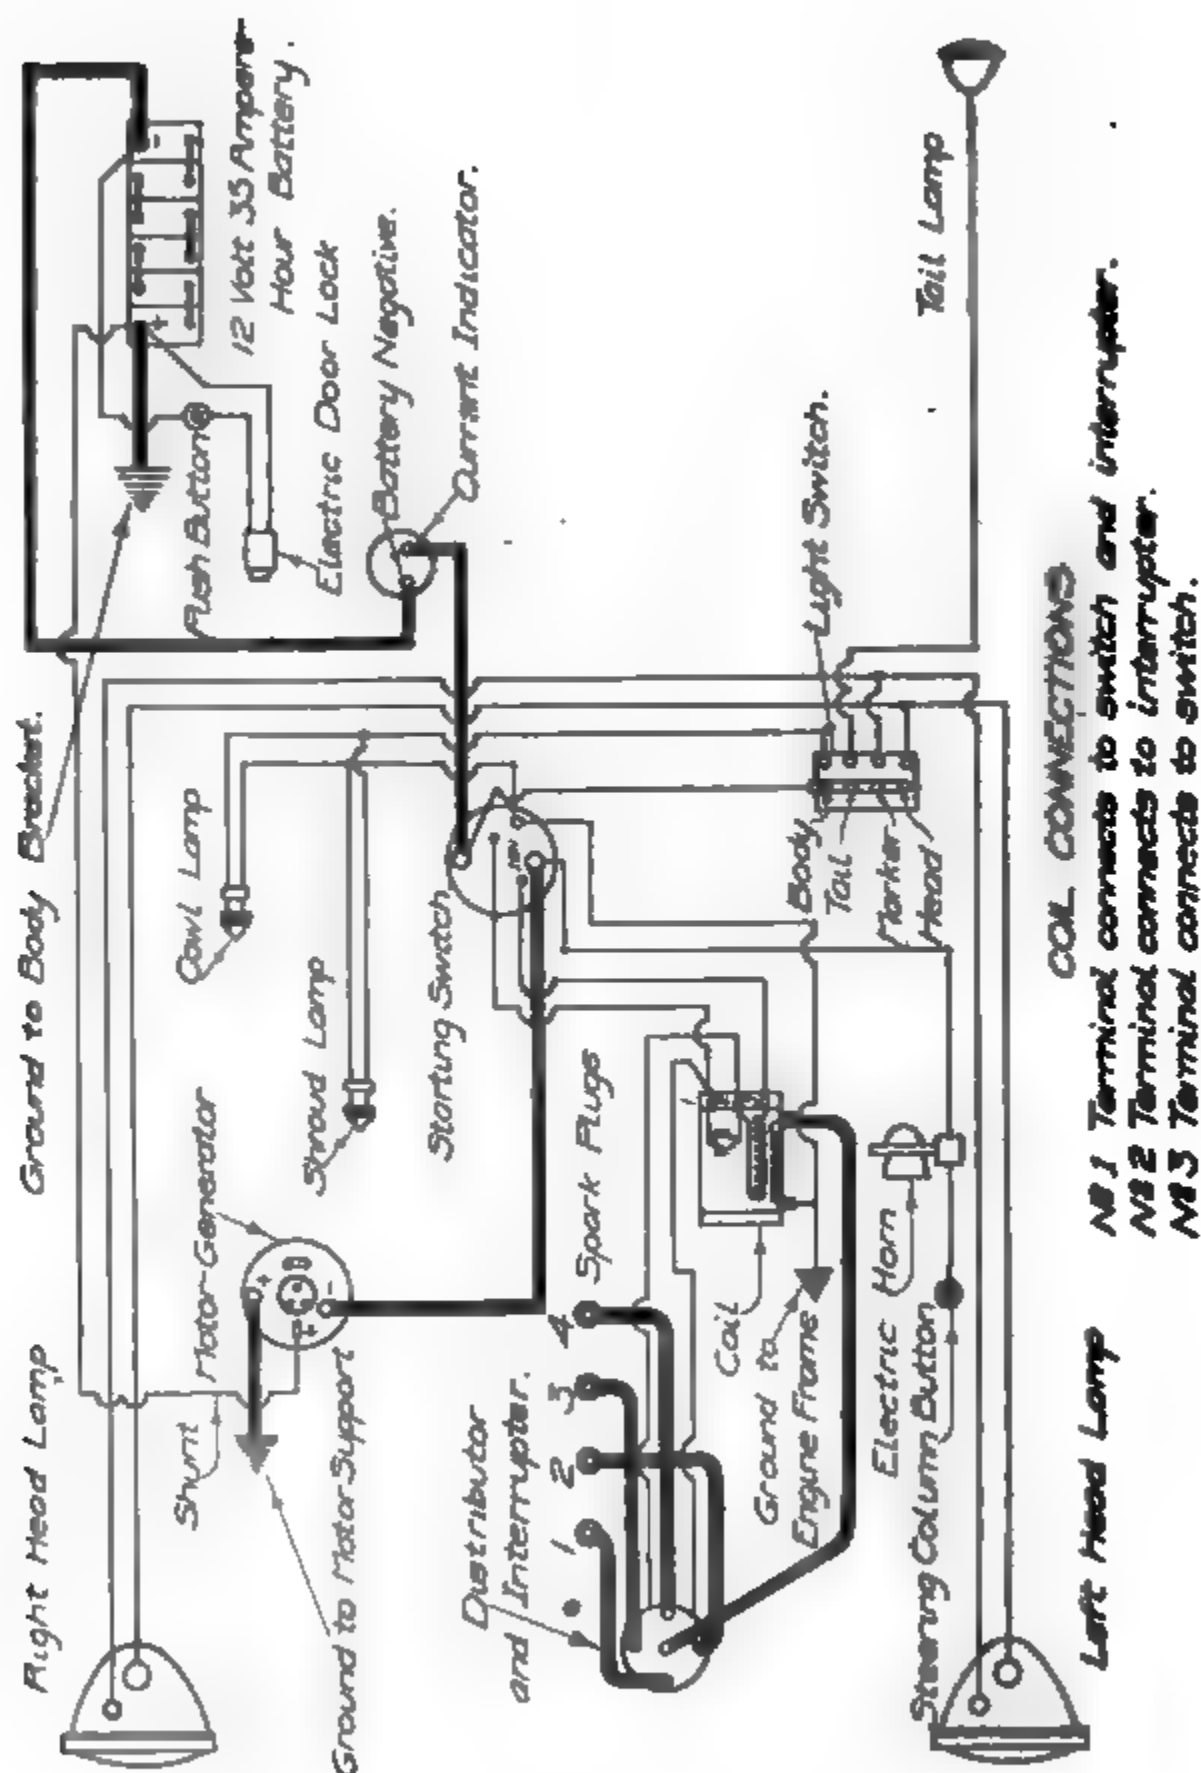 12 Volt 35 Ampere
Hour Battery.
Electric Door Lock
Battery Negative.
Current Indicator.
Push Button
Ground to Body Bracket.
Tail Lamp
Light Switch.
Cowl Lamp
Shroud Lamp
Starting Switch
Body
Tail
Marker
Head
Motor-Generator
Shunt
Right Head Lamp
Ground to Motor-Support
Spark Plugs
1 2 3 4
Distributor
and Interrupter.
Coil
Ground to
Engine Frame
Electric Horn
Steering Column Button
Left Head Lamp
COIL CONNECTIONS
Nº 1 Terminal connects to switch and interrupter.
Nº 2 Terminal connects to interrupter.
Nº 3 Terminal connects to switch.
+
-
+
-